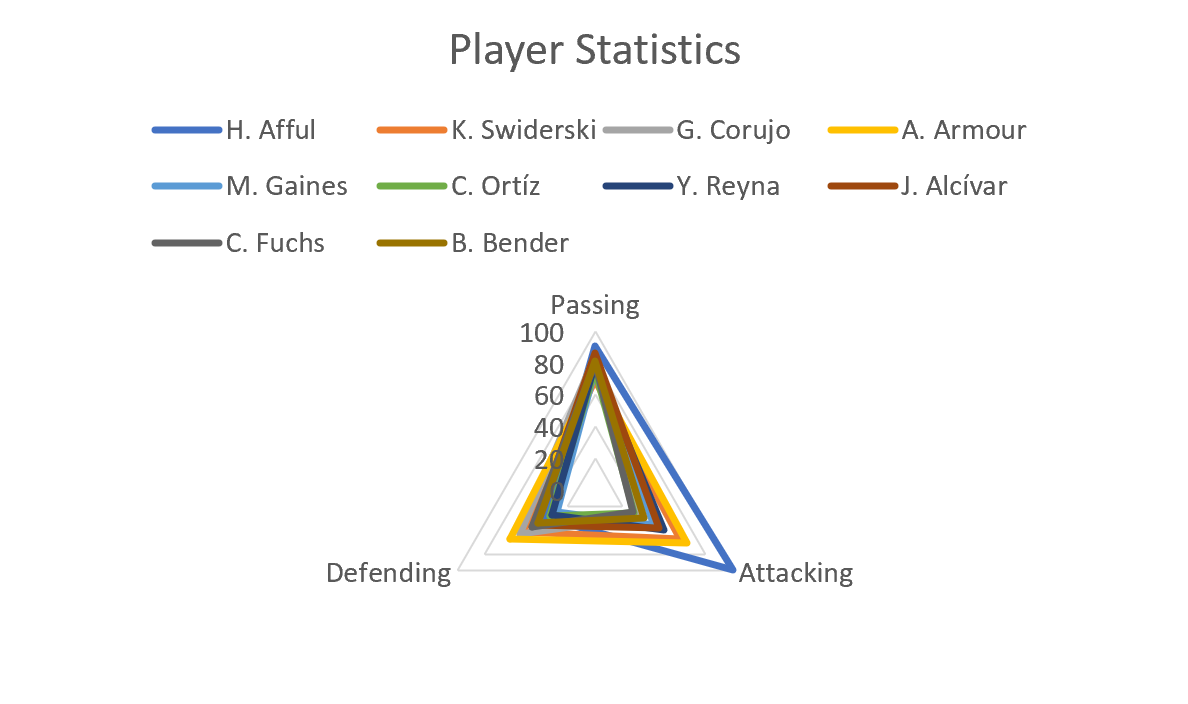 Player Statistics
H. Afful K. Swiderski G. Corujo A. Armour
M. Gaines C. Ortíz Y. Reyna J. Alcívar
C. Fuchs B. Bender
Passing
100
80
60
40
20
0
Defending Attacking